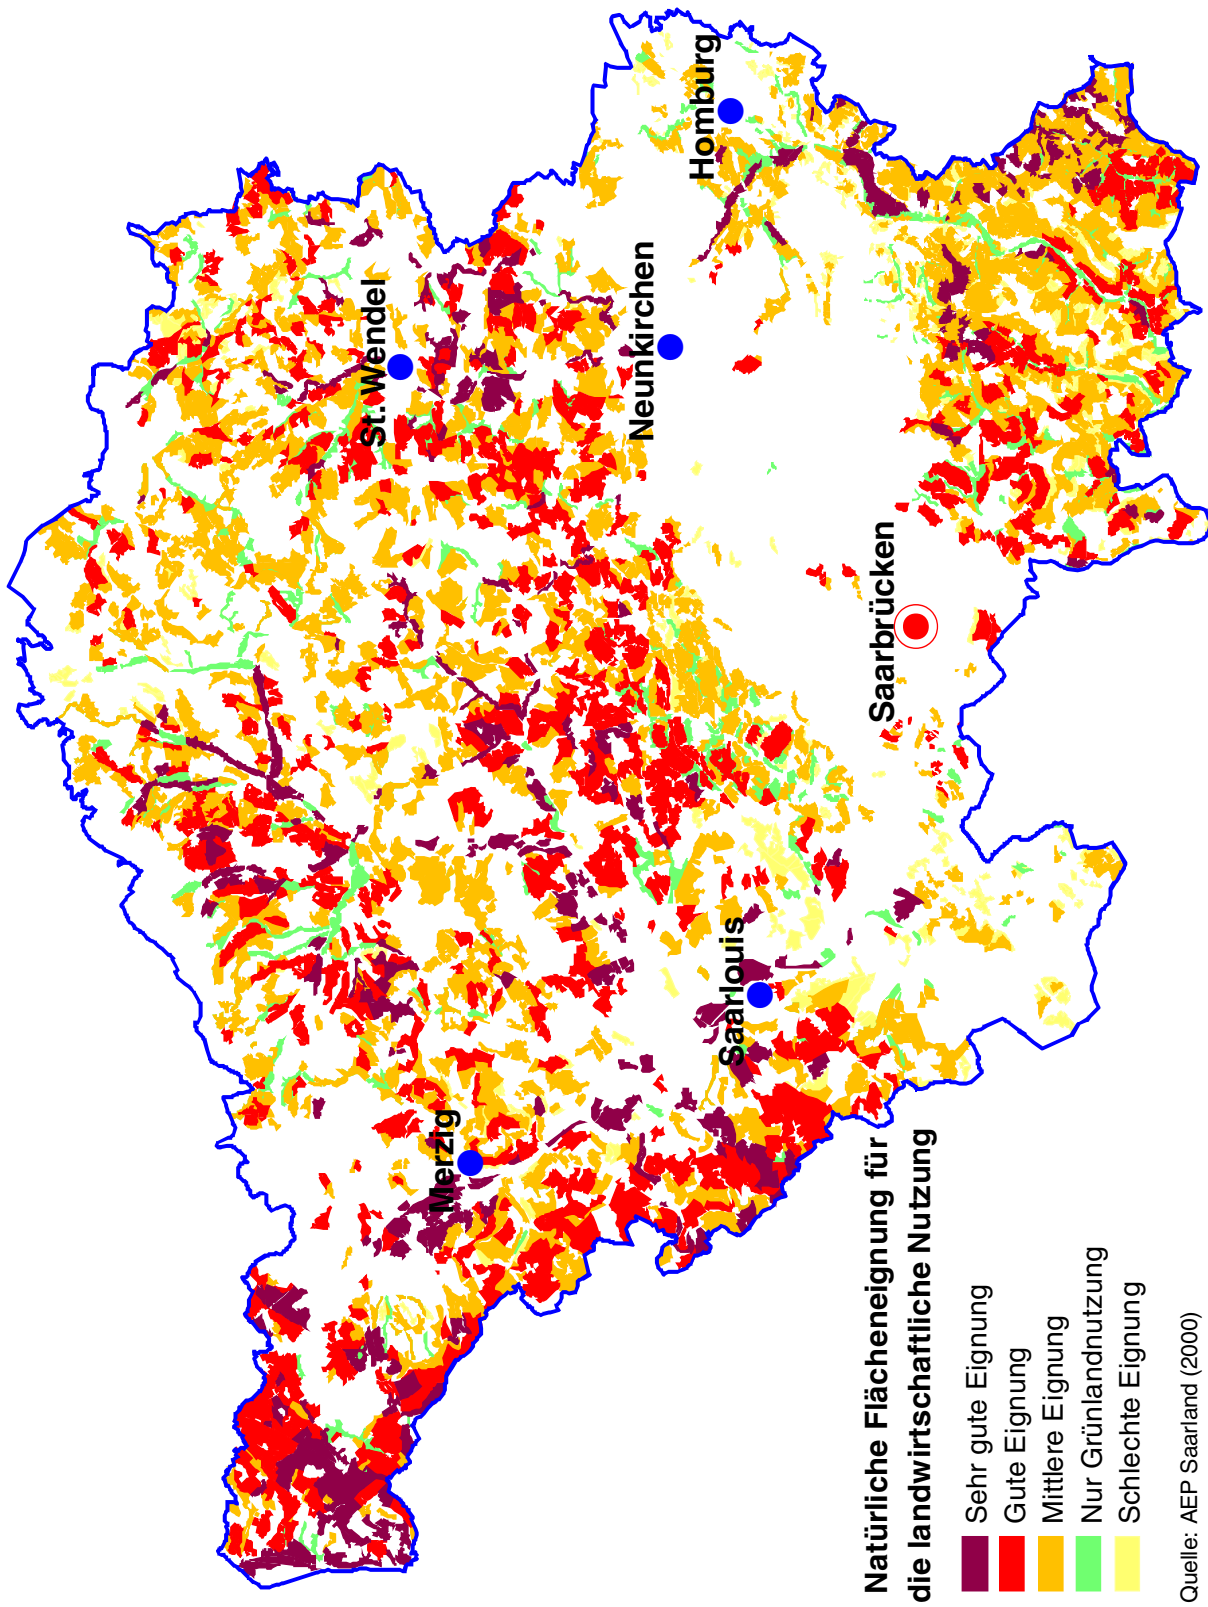 Homburg
St. Wendel
Neunkirchen
Saarbrücken
Saarlouis
Merzig
Natürliche Flächeneignung für
die landwirtschaftliche Nutzung
Sehr gute Eignung
Gute Eignung
Mittlere Eignung
Nur Grünlandnutzung
Schlechte Eignung
Quelle: AEP Saarland (2000)